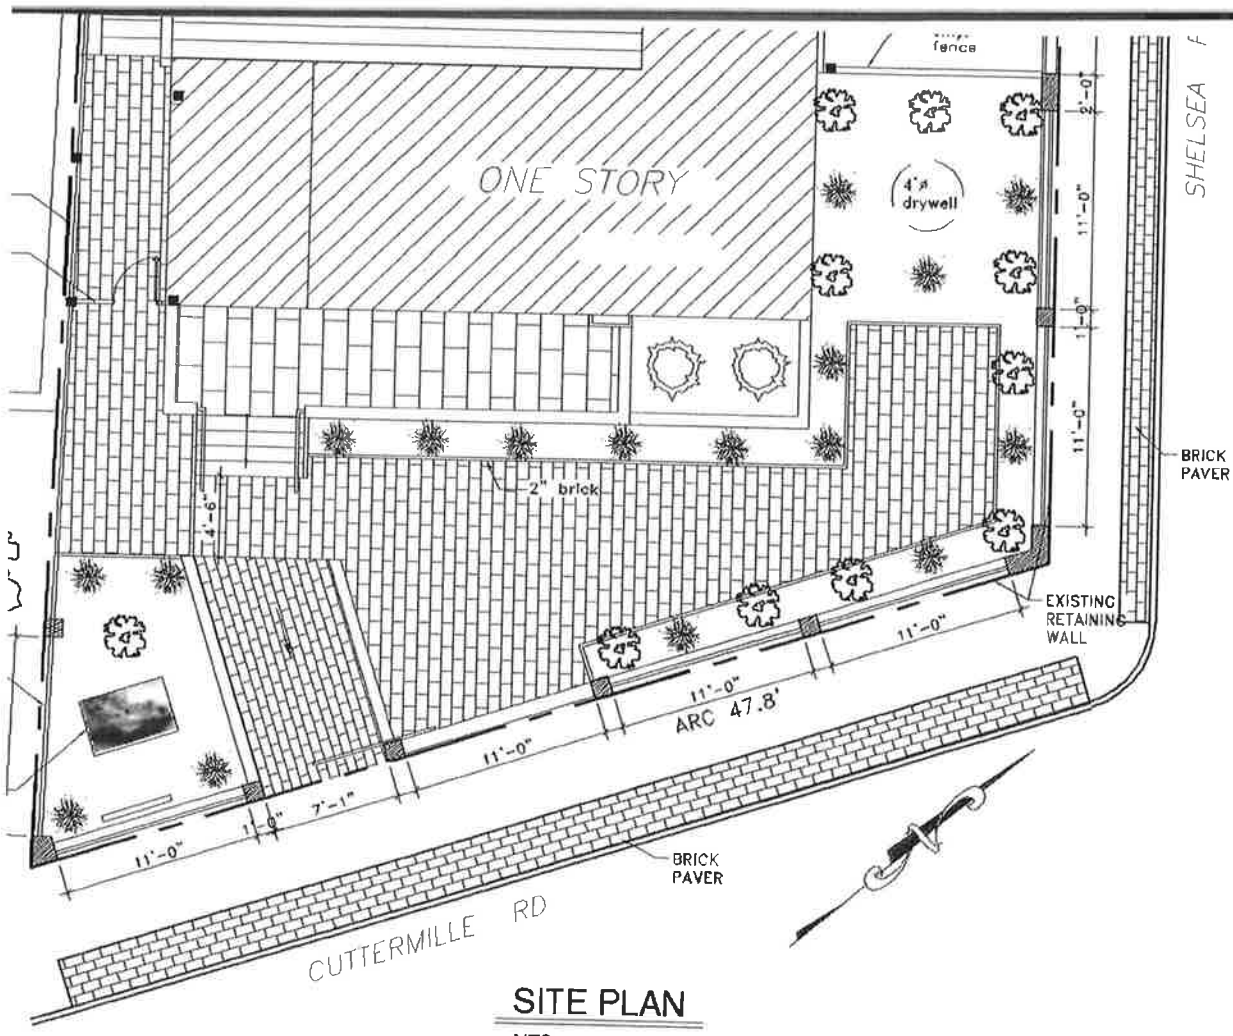 fence
SHELSEA
2'-0"
ONE STORY
4'ø
drywell
11'-0"
1'-0"
11'-0"
BRICK
PAVER
2" brick
4'-6"
EXISTING
RETAINING
WALL
11'-0"
11'-0"
ARC 47.8'
11'-0"
7'-1"
1'-0"
11'-0"
BRICK
PAVER
CUTTERMILLE RD
SITE PLAN